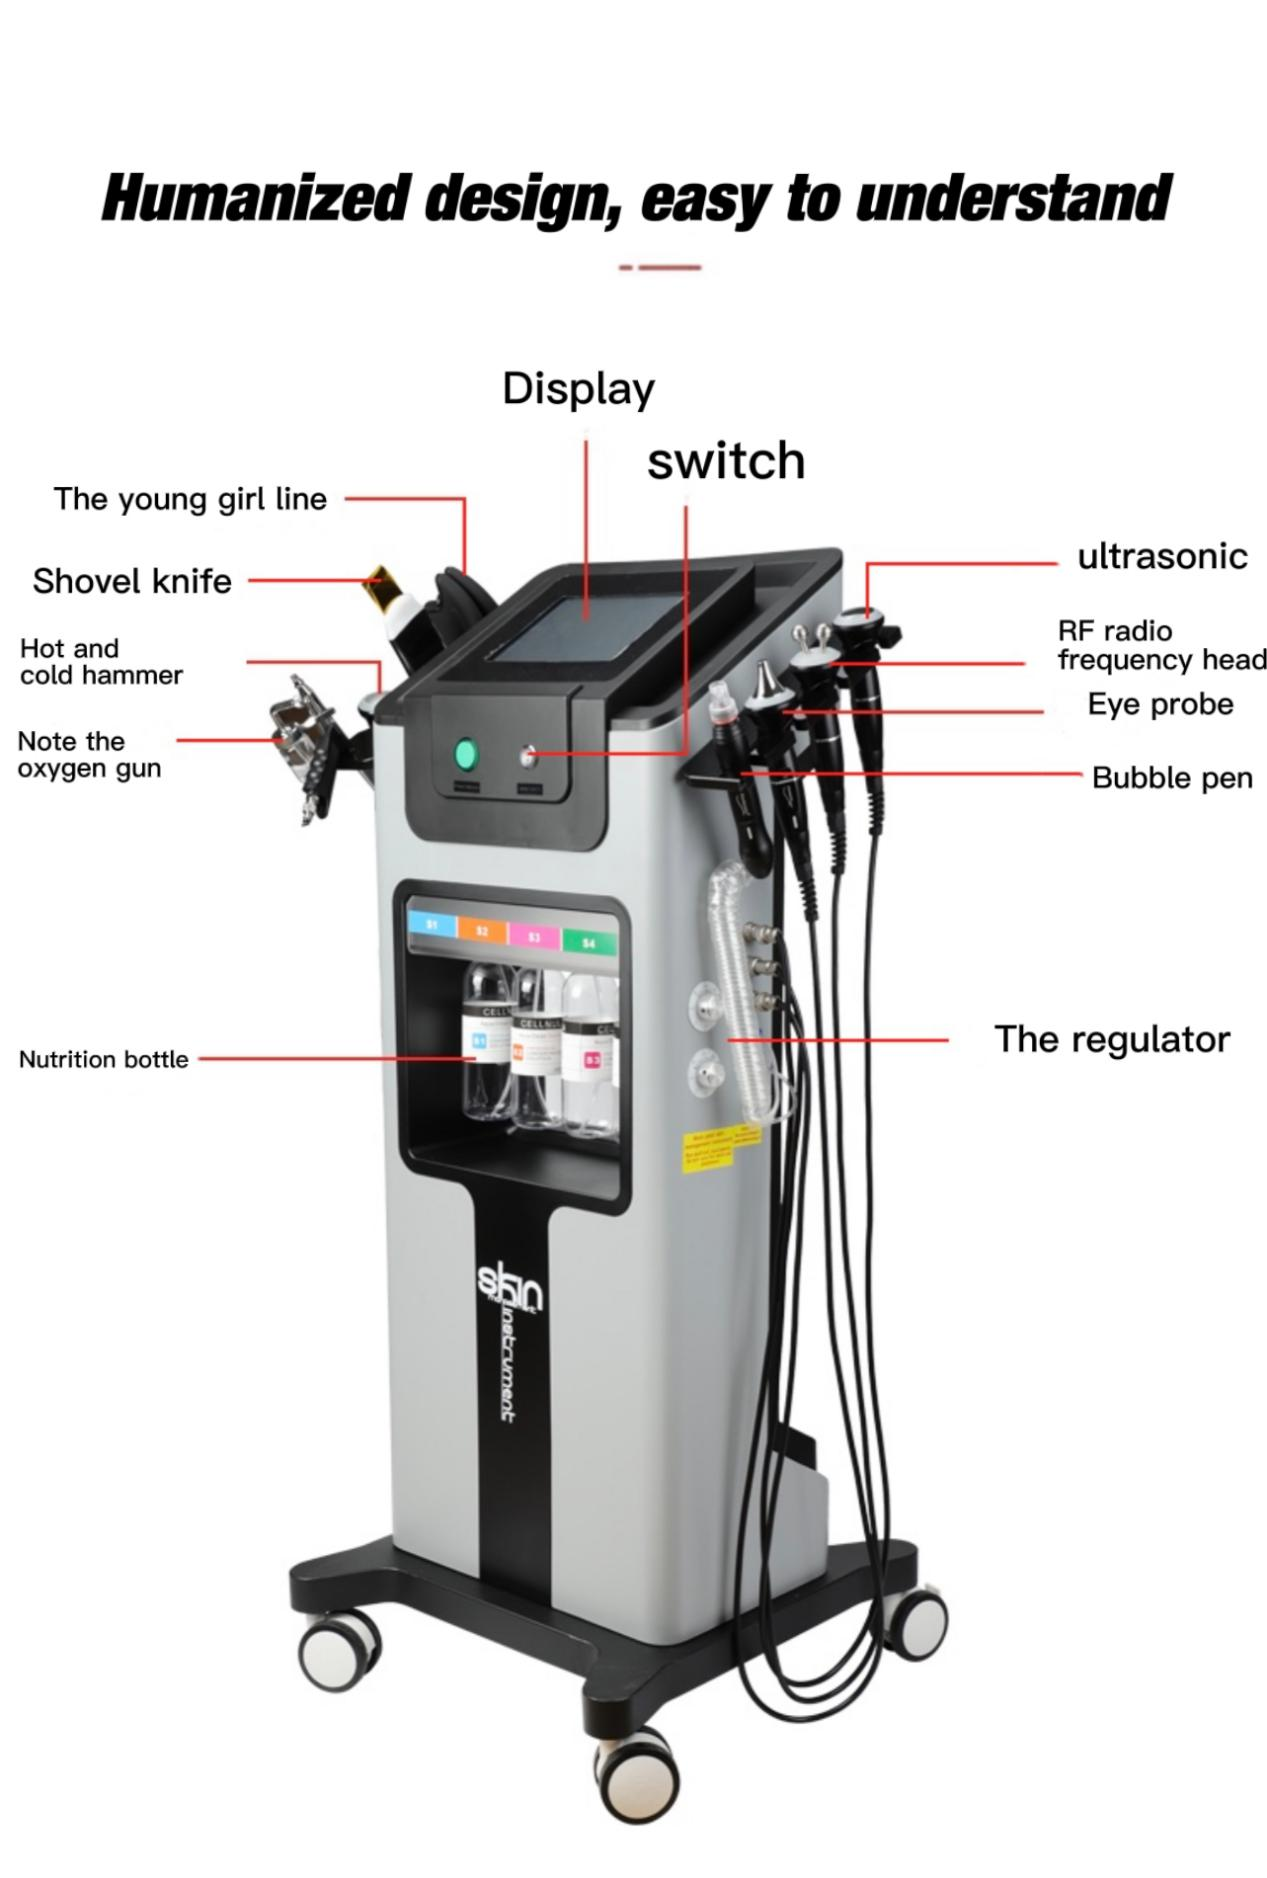 Humanized design, easy to understand
Display
switch
The young girl line
Shovel knife
Hot and
cold hammer
Note the
oxygen gun
Nutrition bottle
ultrasonic
RF radio
frequency head
Eye probe
Bubble pen
The regulator
S1 S2 S3 S4
S1
S3
skin
instrument